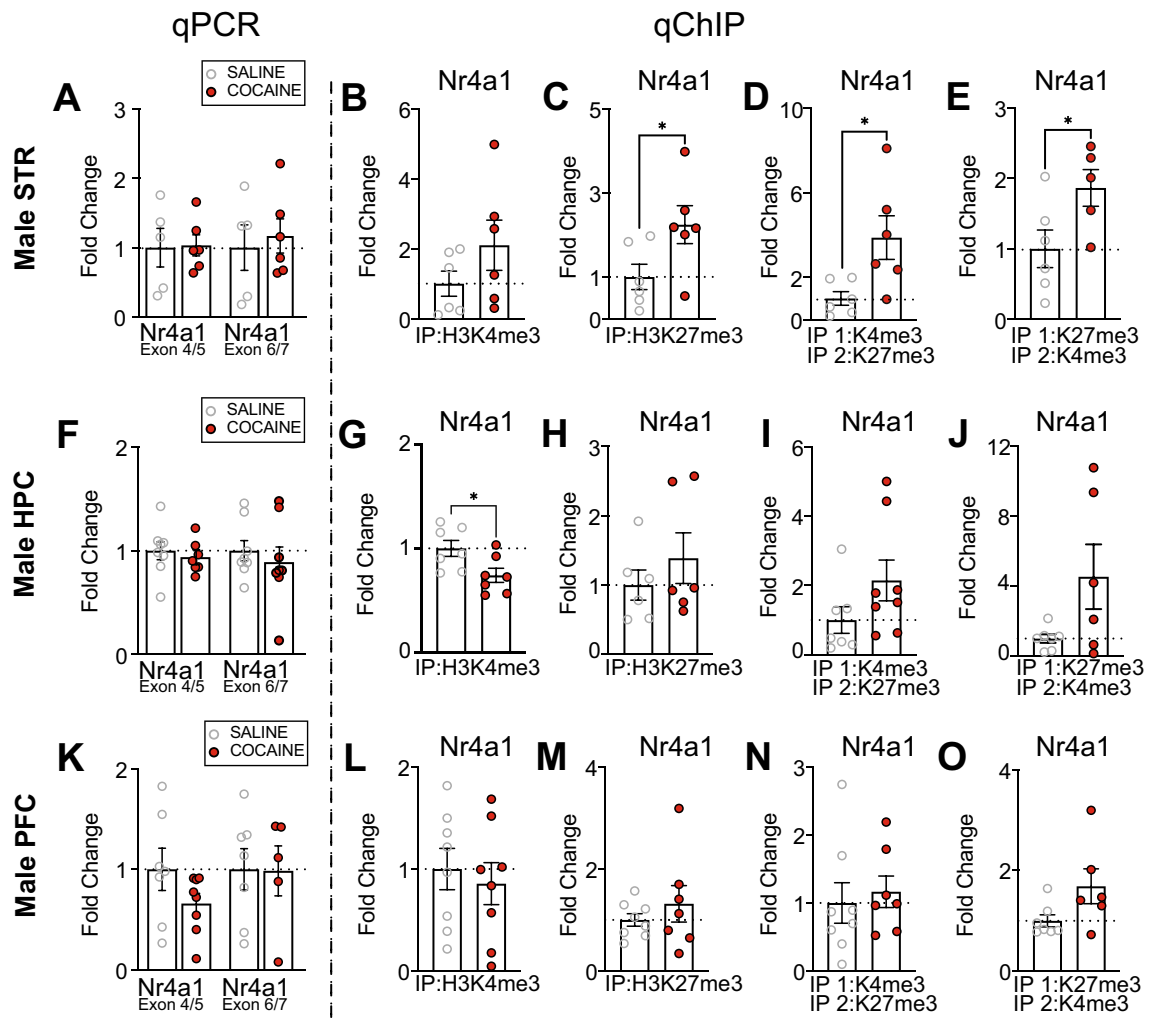 qPCR
qChIP
Male STR
A
SALINE
COCAINE
Fold Change
3
2
1
0
Nr4a1
Exon 4/5
Nr4a1
Exon 6/7
B
Nr4a1
Fold Change
6
4
2
0
IP:H3K4me3
C
Nr4a1
Fold Change
5
3
1
0
*
IP:H3K27me3
D
Nr4a1
Fold Change
10
6
2
0
*
IP 1:K4me3
IP 2:K27me3
E
Nr4a1
Fold Change
3
2
1
0
*
IP 1:K27me3
IP 2:K4me3
Male HPC
F
SALINE
COCAINE
Fold Change
2
1
0
Nr4a1
Exon 4/5
Nr4a1
Exon 6/7
G
Nr4a1
Fold Change
2
1
0
*
IP:H3K4me3
H
Nr4a1
Fold Change
3
2
1
0
IP:H3K27me3
I
Nr4a1
Fold Change
6
4
2
0
IP 1:K4me3
IP 2:K27me3
J
Nr4a1
Fold Change
12
8
4
0
IP 1:K27me3
IP 2:K4me3
Male PFC
K
SALINE
COCAINE
Fold Change
2
1
0
Nr4a1
Exon 4/5
Nr4a1
Exon 6/7
L
Nr4a1
Fold Change
2
1
0
IP:H3K4me3
M
Nr4a1
Fold Change
4
2
0
IP:H3K27me3
N
Nr4a1
Fold Change
3
2
1
0
IP 1:K4me3
IP 2:K27me3
O
Nr4a1
Fold Change
4
2
0
IP 1:K27me3
IP 2:K4me3